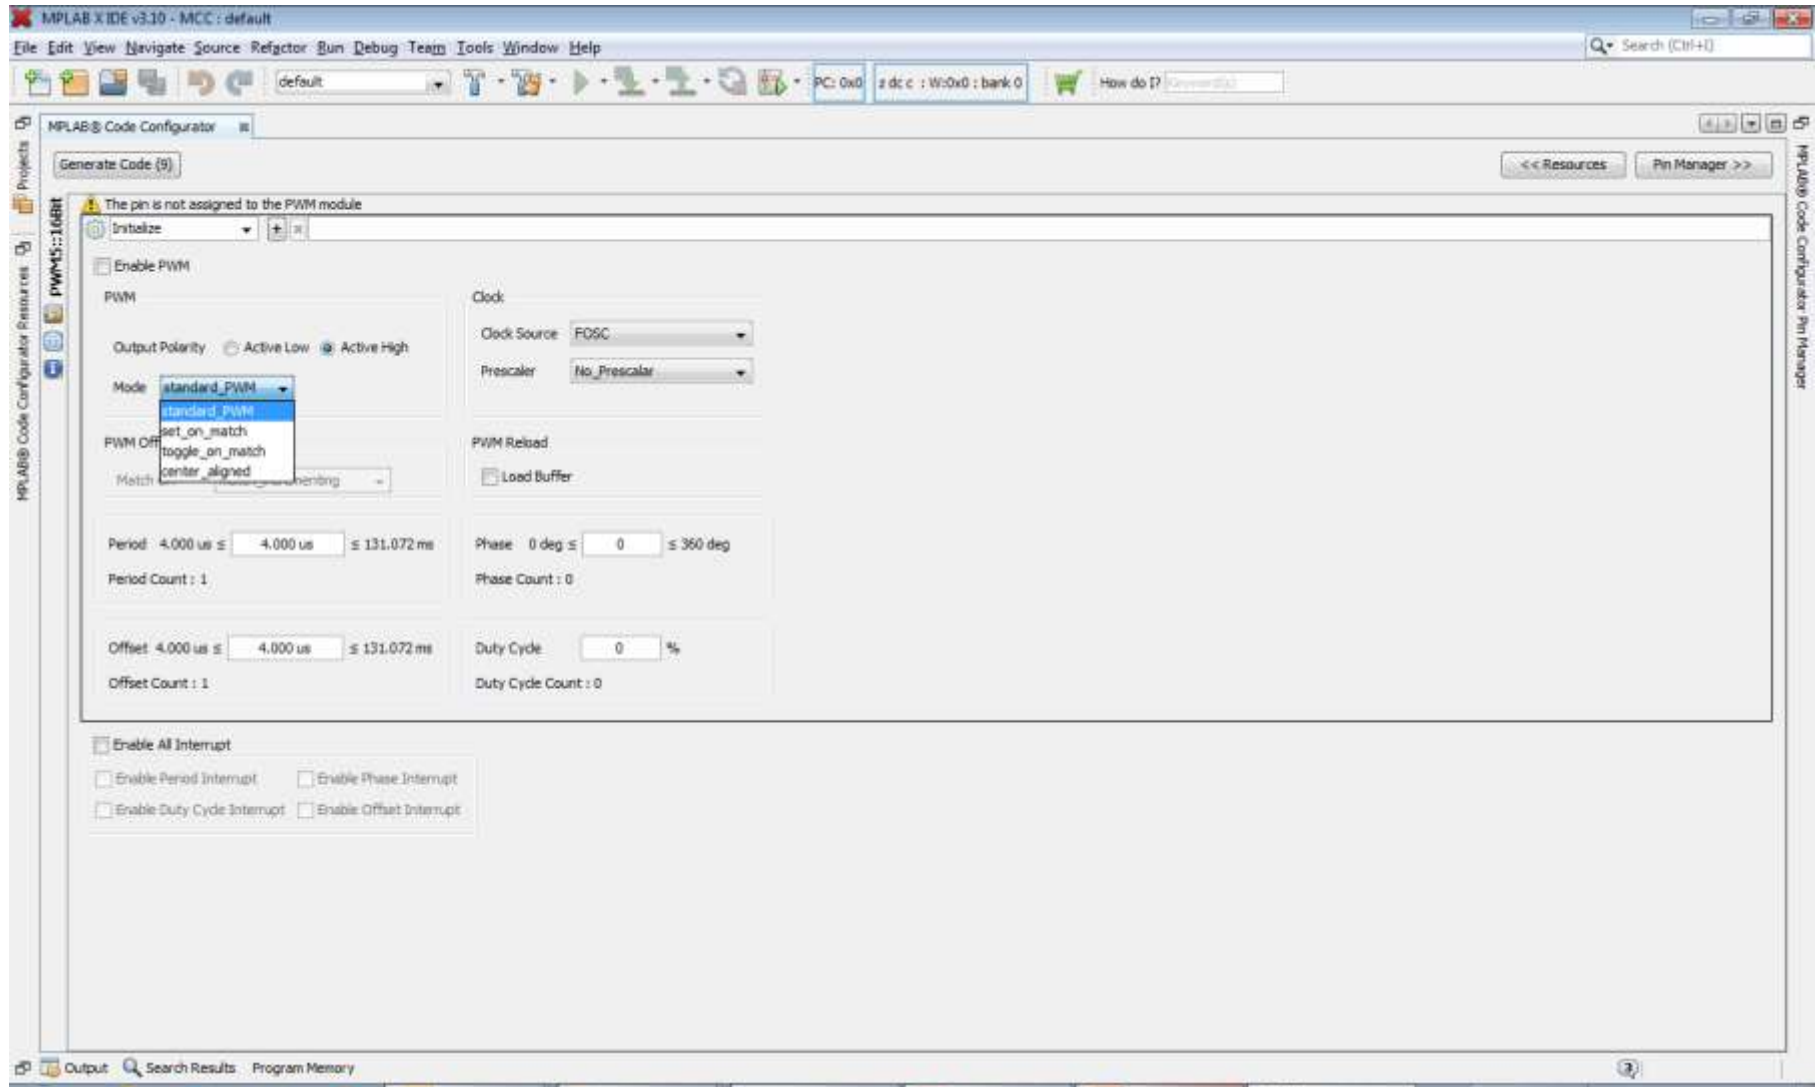 MPLAB X IDE v3.10 - MCC : default
File Edit View Navigate Source Refactor Run Debug Team Tools Window Help
Search (Ctrl+I)
default
PC: 0x0
z dc c : W:0x0 : bank 0
How do I?
MPLAB® Code Configurator
Generate Code (9)
<< Resources
Pin Manager >>
Projects
MPLAB® Code Configurator Resources
PWM5::16Bit
MPLAB® Code Configurator Pin Manager
The pin is not assigned to the PWM module
Initialize
Enable PWM
PWM
Output Polarity Active Low Active High
Mode standard_PWM
standard_PWM
set_on_match
toggle_on_match
center_aligned
Clock
Clock Source FOSC
Prescaler No_Prescalar
PWM Off
Match
PWM Reload
Load Buffer
Period 4.000 us ≤ 4.000 us ≤ 131.072 ms
Period Count : 1
Phase 0 deg ≤ 0 ≤ 360 deg
Phase Count : 0
Offset 4.000 us ≤ 4.000 us ≤ 131.072 ms
Offset Count : 1
Duty Cycle 0 %
Duty Cycle Count : 0
Enable All Interrupt
Enable Period Interrupt Enable Phase Interrupt
Enable Duty Cycle Interrupt Enable Offset Interrupt
Output Search Results Program Memory